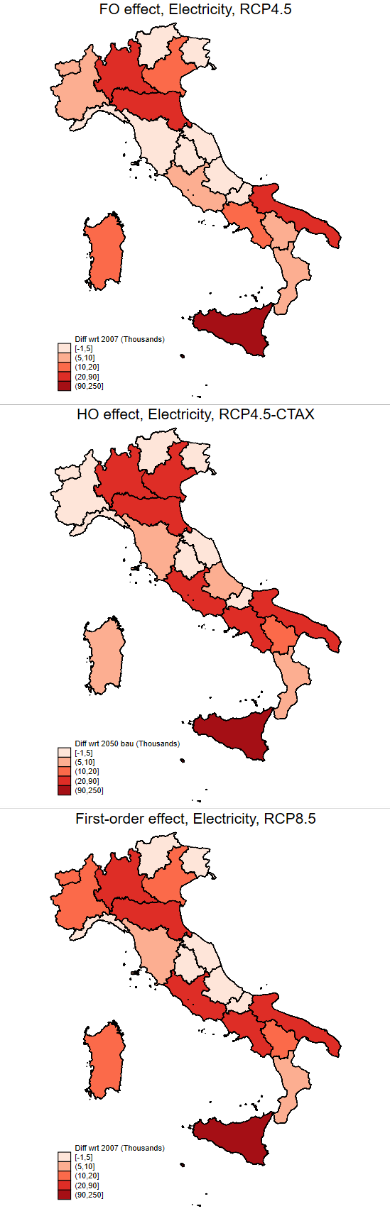 FO effect, Electricity, RCP4.5
Diff wrt 2007 (Thousands)
[-1,5]
(5,10]
(10,20]
(20,90]
(90,250]
HO effect, Electricity, RCP4.5-CTAX
Diff wrt 2050 bau (Thousands)
[-1,5]
(5,10]
(10,20]
(20,90]
(90,250]
First-order effect, Electricity, RCP8.5
Diff wrt 2007 (Thousands)
[-1,5]
(5,10]
(10,20]
(20,90]
(90,250]